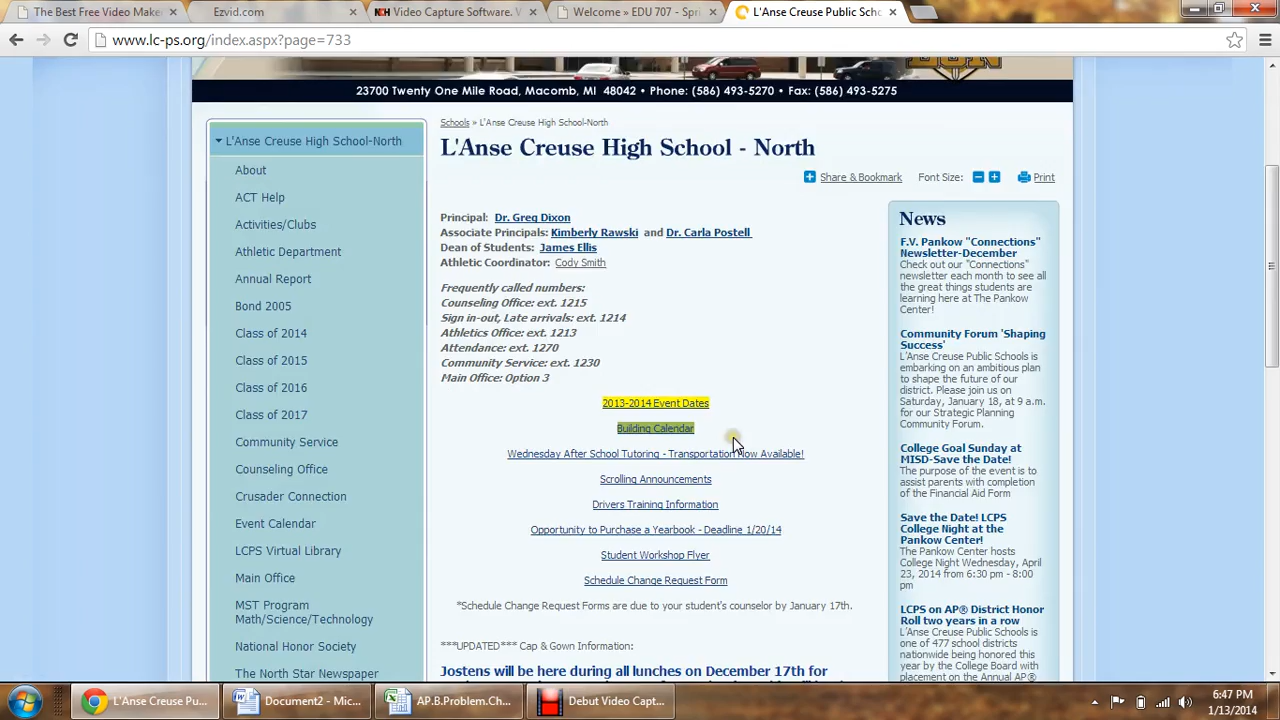 The Best Free Video Make
Ezvid.com
NCH Video Capture Software. V
Welcome » EDU 707 - Spri
L'Anse Creuse Public Scho
www.lc-ps.org/index.aspx?page=733
23700 Twenty One Mile Road, Macomb, MI 48042 • Phone: (586) 493-5270 • Fax: (586) 493-5275
L'Anse Creuse High School-North
About
ACT Help
Activities/Clubs
Athletic Department
Annual Report
Bond 2005
Class of 2014
Class of 2015
Class of 2016
Class of 2017
Community Service
Counseling Office
Crusader Connection
Event Calendar
LCPS Virtual Library
Main Office
MST Program
Math/Science/Technology
National Honor Society
The North Star Newspaper
Schools » L'Anse Creuse High School-North
L'Anse Creuse High School - North
Share & Bookmark Font Size: Print
Principal: Dr. Greg Dixon
Associate Principals: Kimberly Rawski and Dr. Carla Postell
Dean of Students: James Ellis
Athletic Coordinator: Cody Smith
Frequently called numbers:
Counseling Office: ext. 1215
Sign in-out, Late arrivals: ext. 1214
Athletics Office: ext. 1213
Attendance: ext. 1270
Community Service: ext. 1230
Main Office: Option 3
2013-2014 Event Dates
Building Calendar
Wednesday After School Tutoring - Transportation Now Available!
Scrolling Announcements
Drivers Training Information
Opportunity to Purchase a Yearbook - Deadline 1/20/14
Student Workshop Flyer
Schedule Change Request Form
*Schedule Change Request Forms are due to your student's counselor by January 17th.
***UPDATED*** Cap & Gown Information:
Jostens will be here during all lunches on December 17th for
News
F.V. Pankow "Connections"
Newsletter-December
Check out our "Connections"
newsletter each month to see all
the great things students are
learning here at The Pankow
Center!
Community Forum 'Shaping
Success'
L'Anse Creuse Public Schools is
embarking on an ambitious plan
to shape the future of our
district. Please join us on
Saturday, January 18, at 9 a.m.
for our Strategic Planning
Community Forum.
College Goal Sunday at
MISD-Save the Date!
The purpose of the event is to
assist parents with completion
of the Financial Aid Form
Save the Date! LCPS
College Night at the
Pankow Center!
The Pankow Center hosts
College Night Wednesday, April
23, 2014 from 6:30 pm - 8:00
pm
LCPS on AP® District Honor
Roll two years in a row
L'Anse Creuse Public Schools is
one of 477 school districts
nationwide being honored this
year by the College Board with
placement on the Annual AP®
L'Anse Creuse Pu...
Document2 - Mic...
AP.B.Problem.Ch...
Debut Video Capt...
6:47 PM
1/13/2014